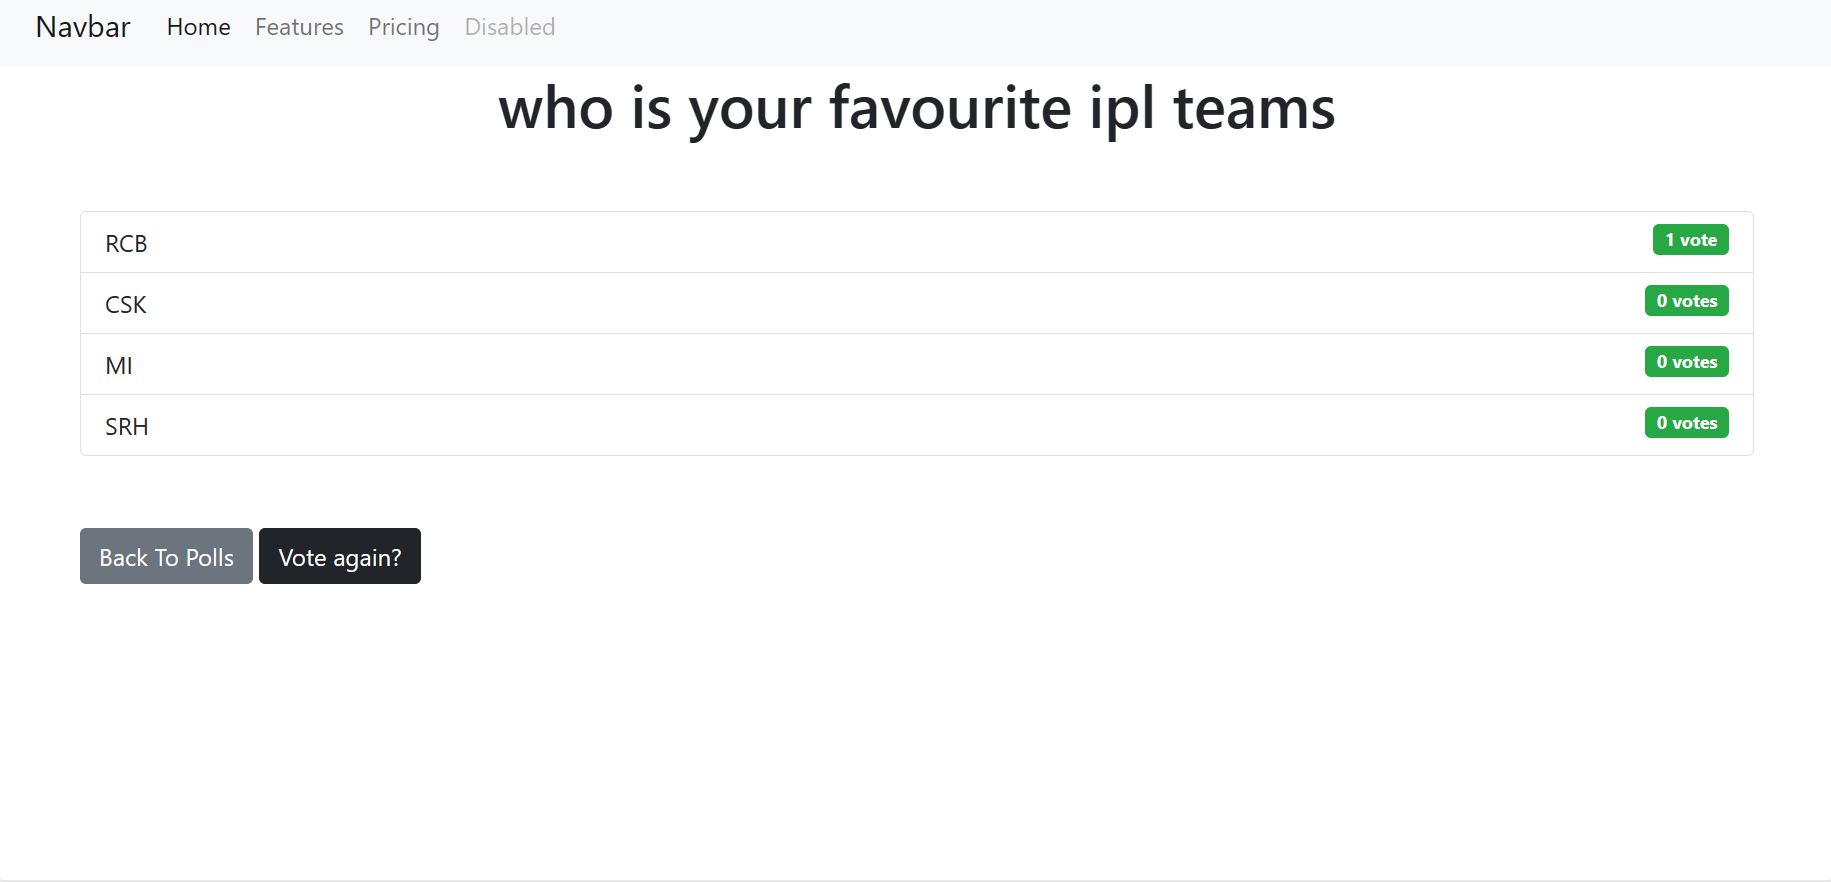 Navbar Home Features Pricing Disabled
who is your favourite ipl teams
RCB 1 vote
CSK 0 votes
MI 0 votes
SRH 0 votes
Back To Polls Vote again?